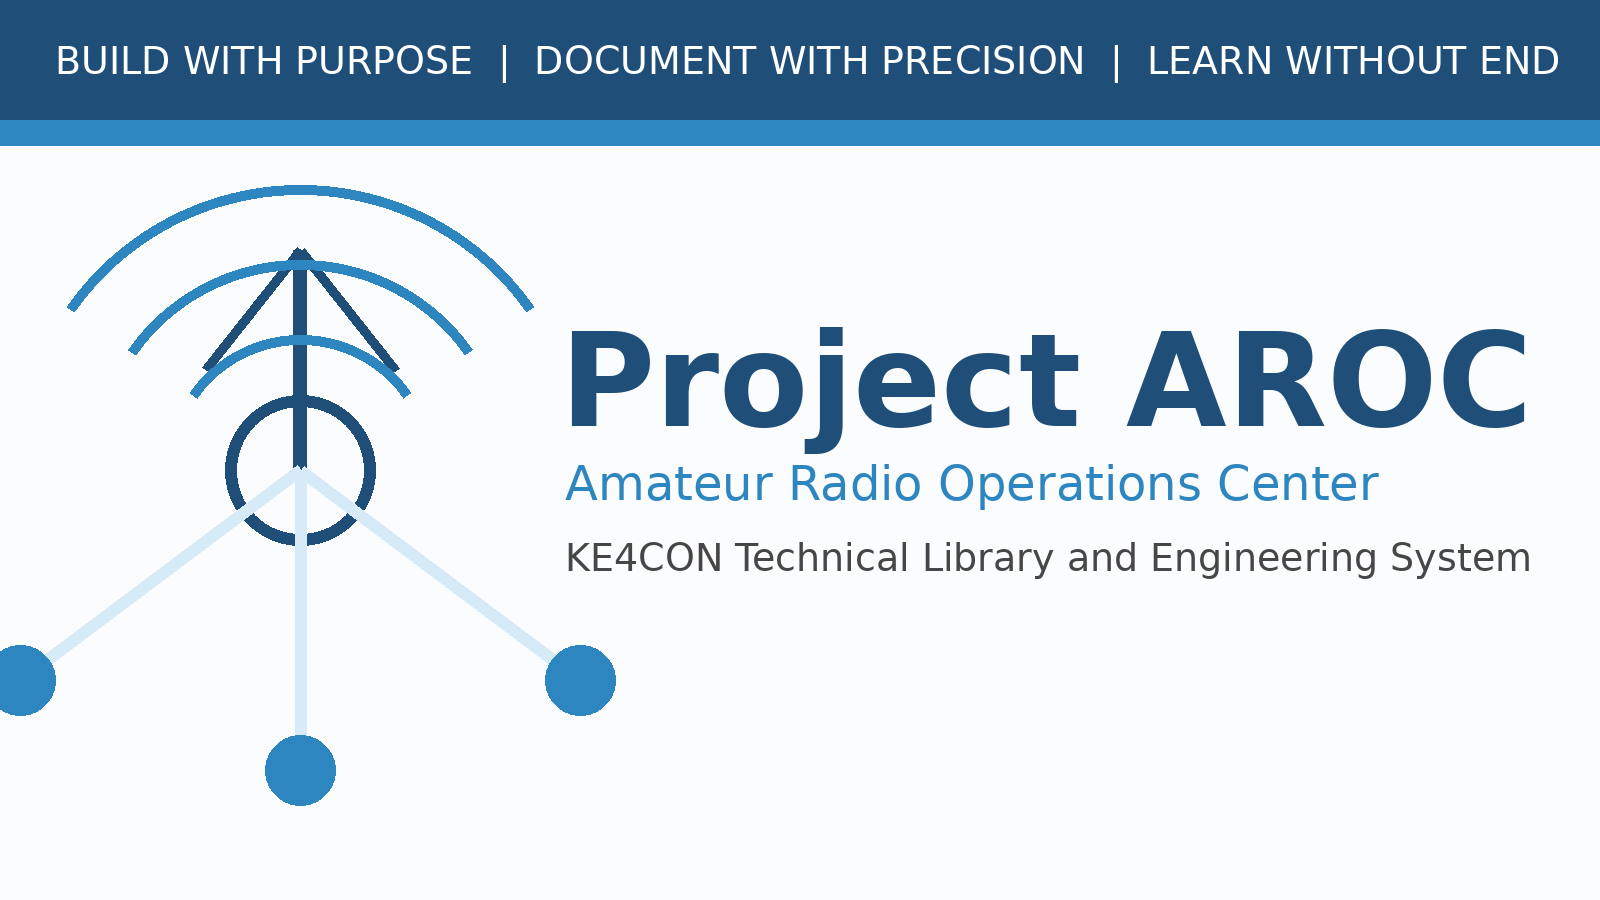 BUILD WITH PURPOSE | DOCUMENT WITH PRECISION | LEARN WITHOUT END
Project AROC
Amateur Radio Operations Center
KE4CON Technical Library and Engineering System